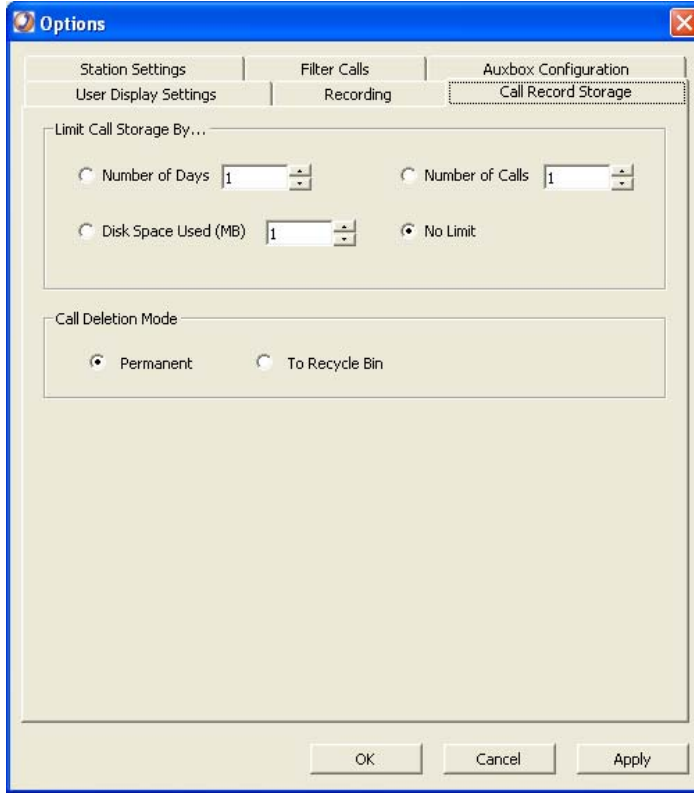 Options
Station Settings Filter Calls Auxbox Configuration
User Display Settings Recording Call Record Storage
Limit Call Storage By...
Number of Days 1 Number of Calls 1
Disk Space Used (MB) 1 No Limit
Call Deletion Mode
Permanent To Recycle Bin
OK Cancel Apply